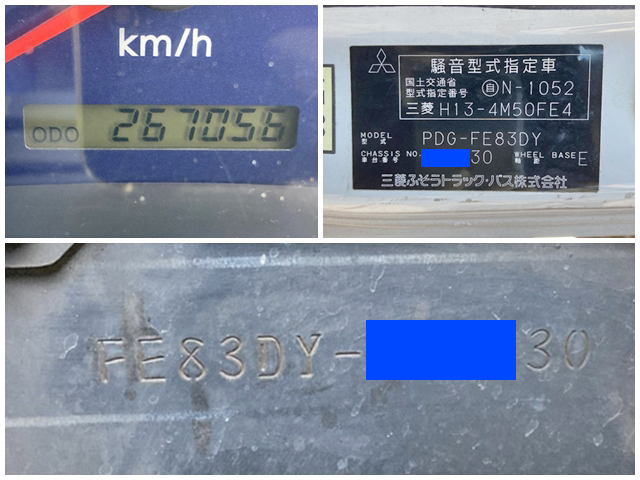 km/h
ODO 267056
騒音型式指定車
国土交通省
型式指定番号 自N-1052
三菱 H13-4M50FE4
MODEL
型式 PDG-FE83DY
CHASSIS NO. 30 WHEEL BASE E
車台番号 軸距
三菱ふそうトラック・バス株式会社
FE83DY- 30